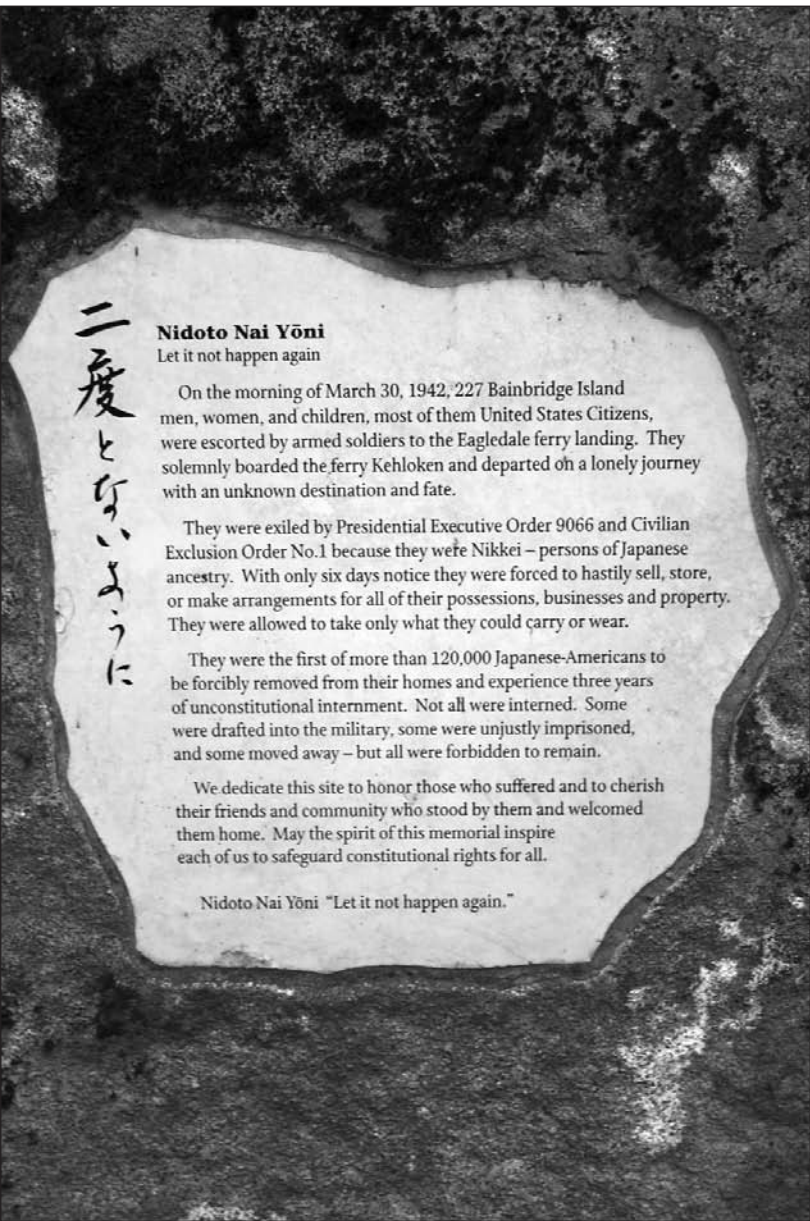 二度とないように
Nidoto Nai Yōni
Let it not happen again
On the morning of March 30, 1942, 227 Bainbridge Island
men, women, and children, most of them United States Citizens,
were escorted by armed soldiers to the Eagledale ferry landing. They
solemnly boarded the ferry Kehloken and departed on a lonely journey
with an unknown destination and fate.
They were exiled by Presidential Executive Order 9066 and Civilian
Exclusion Order No.1 because they were Nikkei – persons of Japanese
ancestry. With only six days notice they were forced to hastily sell, store,
or make arrangements for all of their possessions, businesses and property.
They were allowed to take only what they could carry or wear.
They were the first of more than 120,000 Japanese-Americans to
be forcibly removed from their homes and experience three years
of unconstitutional internment. Not all were interned. Some
were drafted into the military, some were unjustly imprisoned,
and some moved away – but all were forbidden to remain.
We dedicate this site to honor those who suffered and to cherish
their friends and community who stood by them and welcomed
them home. May the spirit of this memorial inspire
each of us to safeguard constitutional rights for all.
Nidoto Nai Yōni "Let it not happen again."